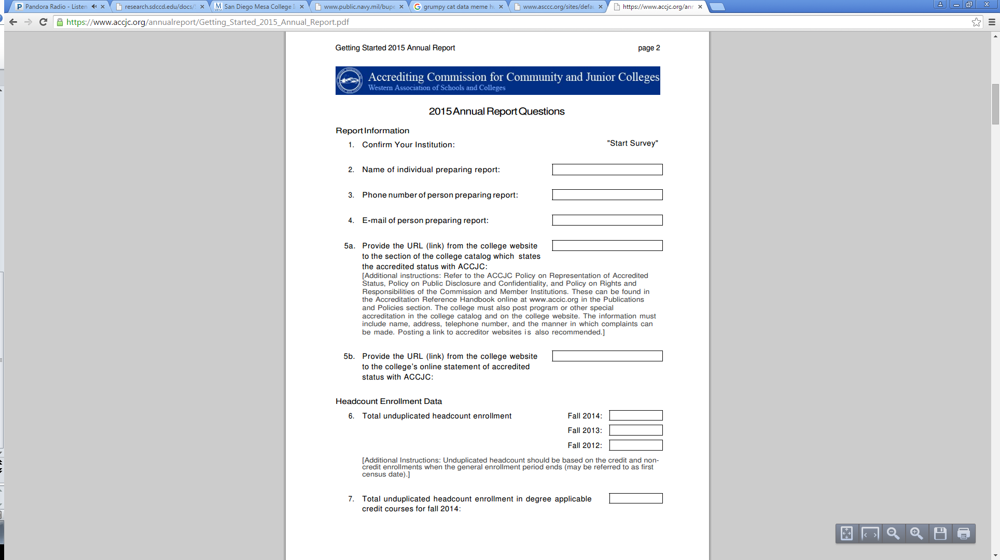 Pandora Radio - Listen
research.sdccd.edu/docs/
San Diego Mesa College
www.public.navy.mil/bupe
grumpy cat data meme h
www.asccc.org/sites/defau
https://www.accjc.org/ann
https://www.accjc.org/annualreport/Getting_Started_2015_Annual_Report.pdf
Getting Started 2015 Annual Report page 2
Accrediting Commission for Community and Junior Colleges
Western Association of Schools and Colleges
2015 Annual Report Questions
Report Information
1. Confirm Your Institution: "Start Survey"
2. Name of individual preparing report:
3. Phone number of person preparing report:
4. E-mail of person preparing report:
5a. Provide the URL (link) from the college website
to the section of the college catalog which states
the accredited status with ACCJC:
[Additional instructions: Refer to the ACCJC Policy on Representation of Accredited
Status, Policy on Public Disclosure and Confidentiality, and Policy on Rights and
Responsibilities of the Commission and Member Institutions. These can be found in
the Accreditation Reference Handbook online at www.accic.org in the Publications
and Policies section. The college must also post program or other special
accreditation in the college catalog and on the college website. The information must
include name, address, telephone number, and the manner in which complaints can
be made. Posting a link to accreditor websites is also recommended.]
5b. Provide the URL (link) from the college website
to the college's online statement of accredited
status with ACCJC:
Headcount Enrollment Data
6. Total unduplicated headcount enrollment Fall 2014:
Fall 2013:
Fall 2012:
[Additional Instructions: Unduplicated headcount should be based on the credit and non-
credit enrollments when the general enrollment period ends (may be referred to as first
census date).]
7. Total unduplicated headcount enrollment in degree applicable
credit courses for fall 2014: